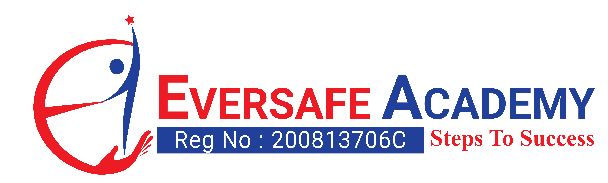 EVERSAFE ACADEMY
Reg No : 200813706C Steps To Success